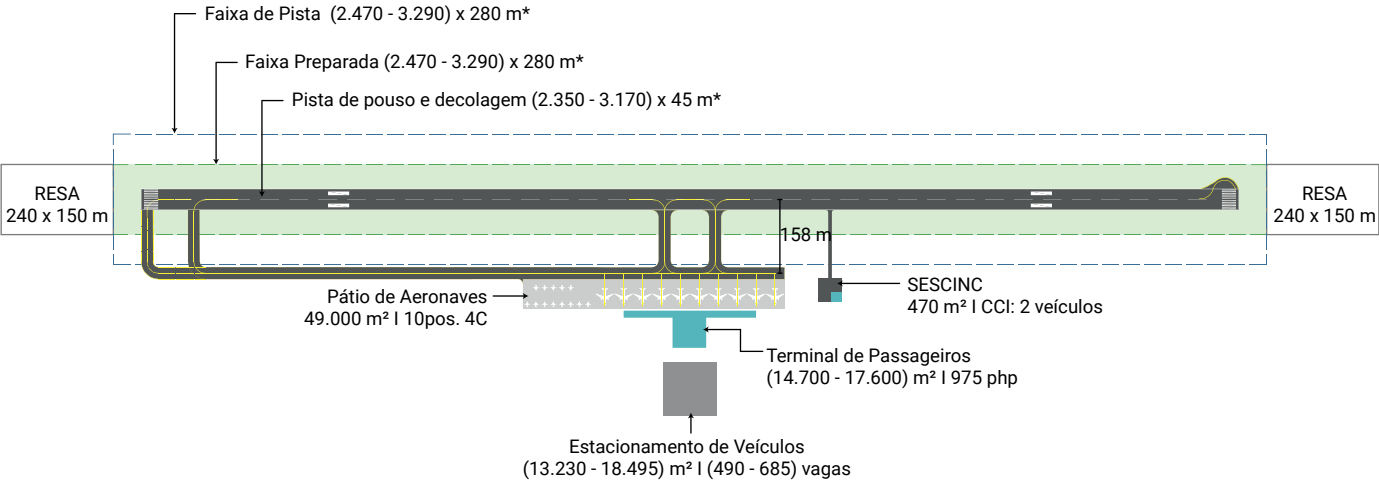 Faixa de Pista (2.470 - 3.290) x 280 m*
Faixa Preparada (2.470 - 3.290) x 280 m*
Pista de pouso e decolagem (2.350 - 3.170) x 45 m*
RESA
240 x 150 m
RESA
240 x 150 m
158 m
Pátio de Aeronaves
49.000 m² I 10pos. 4C
SESCINC
470 m² I CCI: 2 veículos
Terminal de Passageiros
(14.700 - 17.600) m² I 975 php
Estacionamento de Veículos
(13.230 - 18.495) m² I (490 - 685) vagas